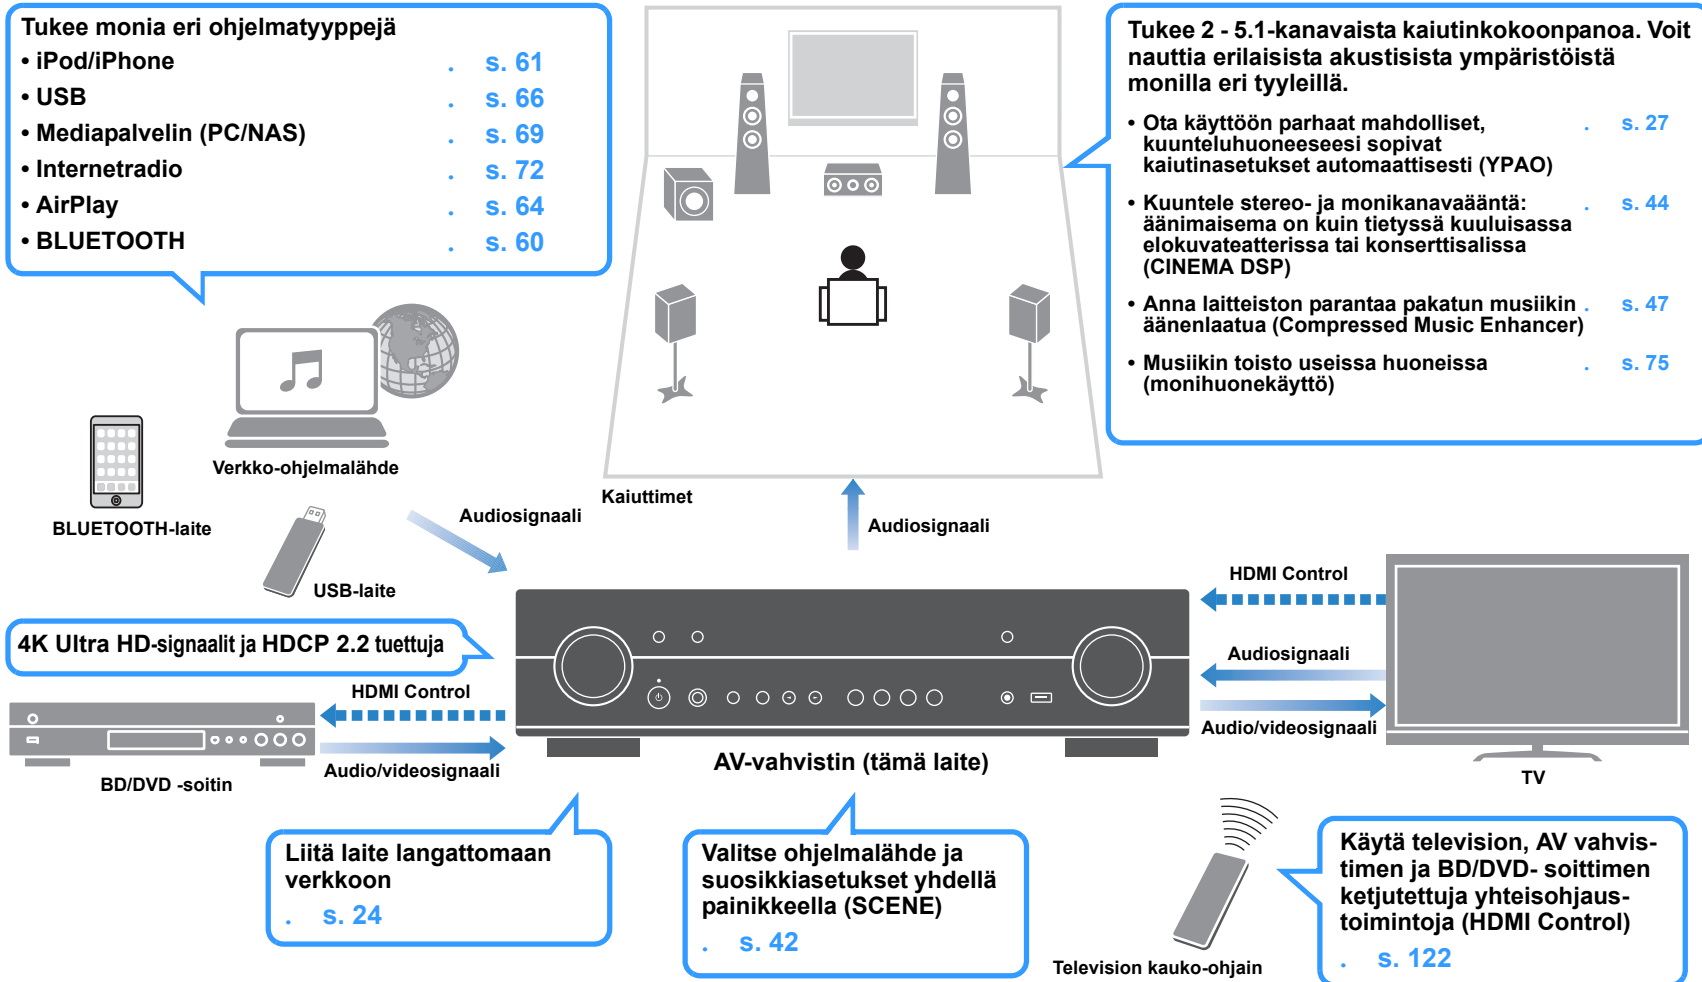 Tukee monia eri ohjelmatyyppejä
• iPod/iPhone . s. 61
• USB . s. 66
• Mediapalvelin (PC/NAS) . s. 69
• Internetradio . s. 72
• AirPlay . s. 64
• BLUETOOTH . s. 60
Tukee 2 - 5.1-kanavaista kaiutinkokoonpanoa. Voit
nauttia erilaisista akustisista ympäristöistä
monilla eri tyyleillä.
• Ota käyttöön parhaat mahdolliset, . s. 27
kuunteluhuoneeseesi sopivat
kaiutinasetukset automaattisesti (YPAO)
• Kuuntele stereo- ja monikanavaääntä: . s. 44
äänimaisema on kuin tietyssä kuuluisassa
elokuvateatterissa tai konserttisalissa
(CINEMA DSP)
• Anna laitteiston parantaa pakatun musiikin . s. 47
äänenlaatua (Compressed Music Enhancer)
• Musiikin toisto useissa huoneissa . s. 75
(monihuonekäyttö)
Verkko-ohjelmalähde
BLUETOOTH-laite
USB-laite
Audiosignaali
Kaiuttimet
Audiosignaali
4K Ultra HD-signaalit ja HDCP 2.2 tuettuja
HDMI Control
Audio/videosignaali
BD/DVD -soitin
AV-vahvistin (tämä laite)
HDMI Control
Audiosignaali
Audio/videosignaali
TV
Liitä laite langattomaan
verkkoon
. s. 24
Valitse ohjelmalähde ja
suosikkiasetukset yhdellä
painikkeella (SCENE)
. s. 42
Television kauko-ohjain
Käytä television, AV vahvis-
timen ja BD/DVD- soittimen
ketjutettuja yhteisohjaus-
toimintoja (HDMI Control)
. s. 122